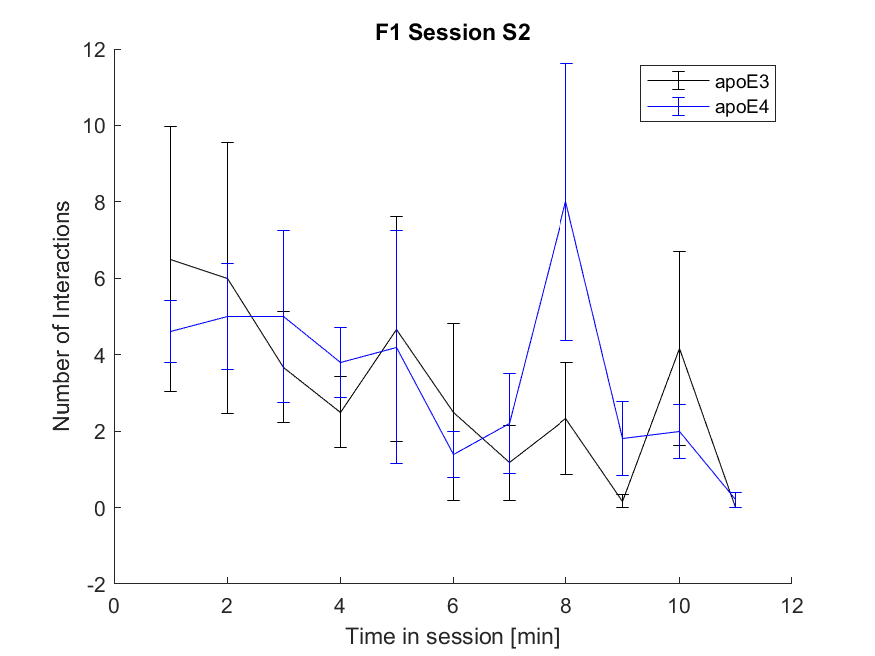 F1 Session S2
12
10
8
6
4
2
0
-2
0 2 4 6 8 10 12
Number of Interactions
Time in session [min]
apoE3
apoE4